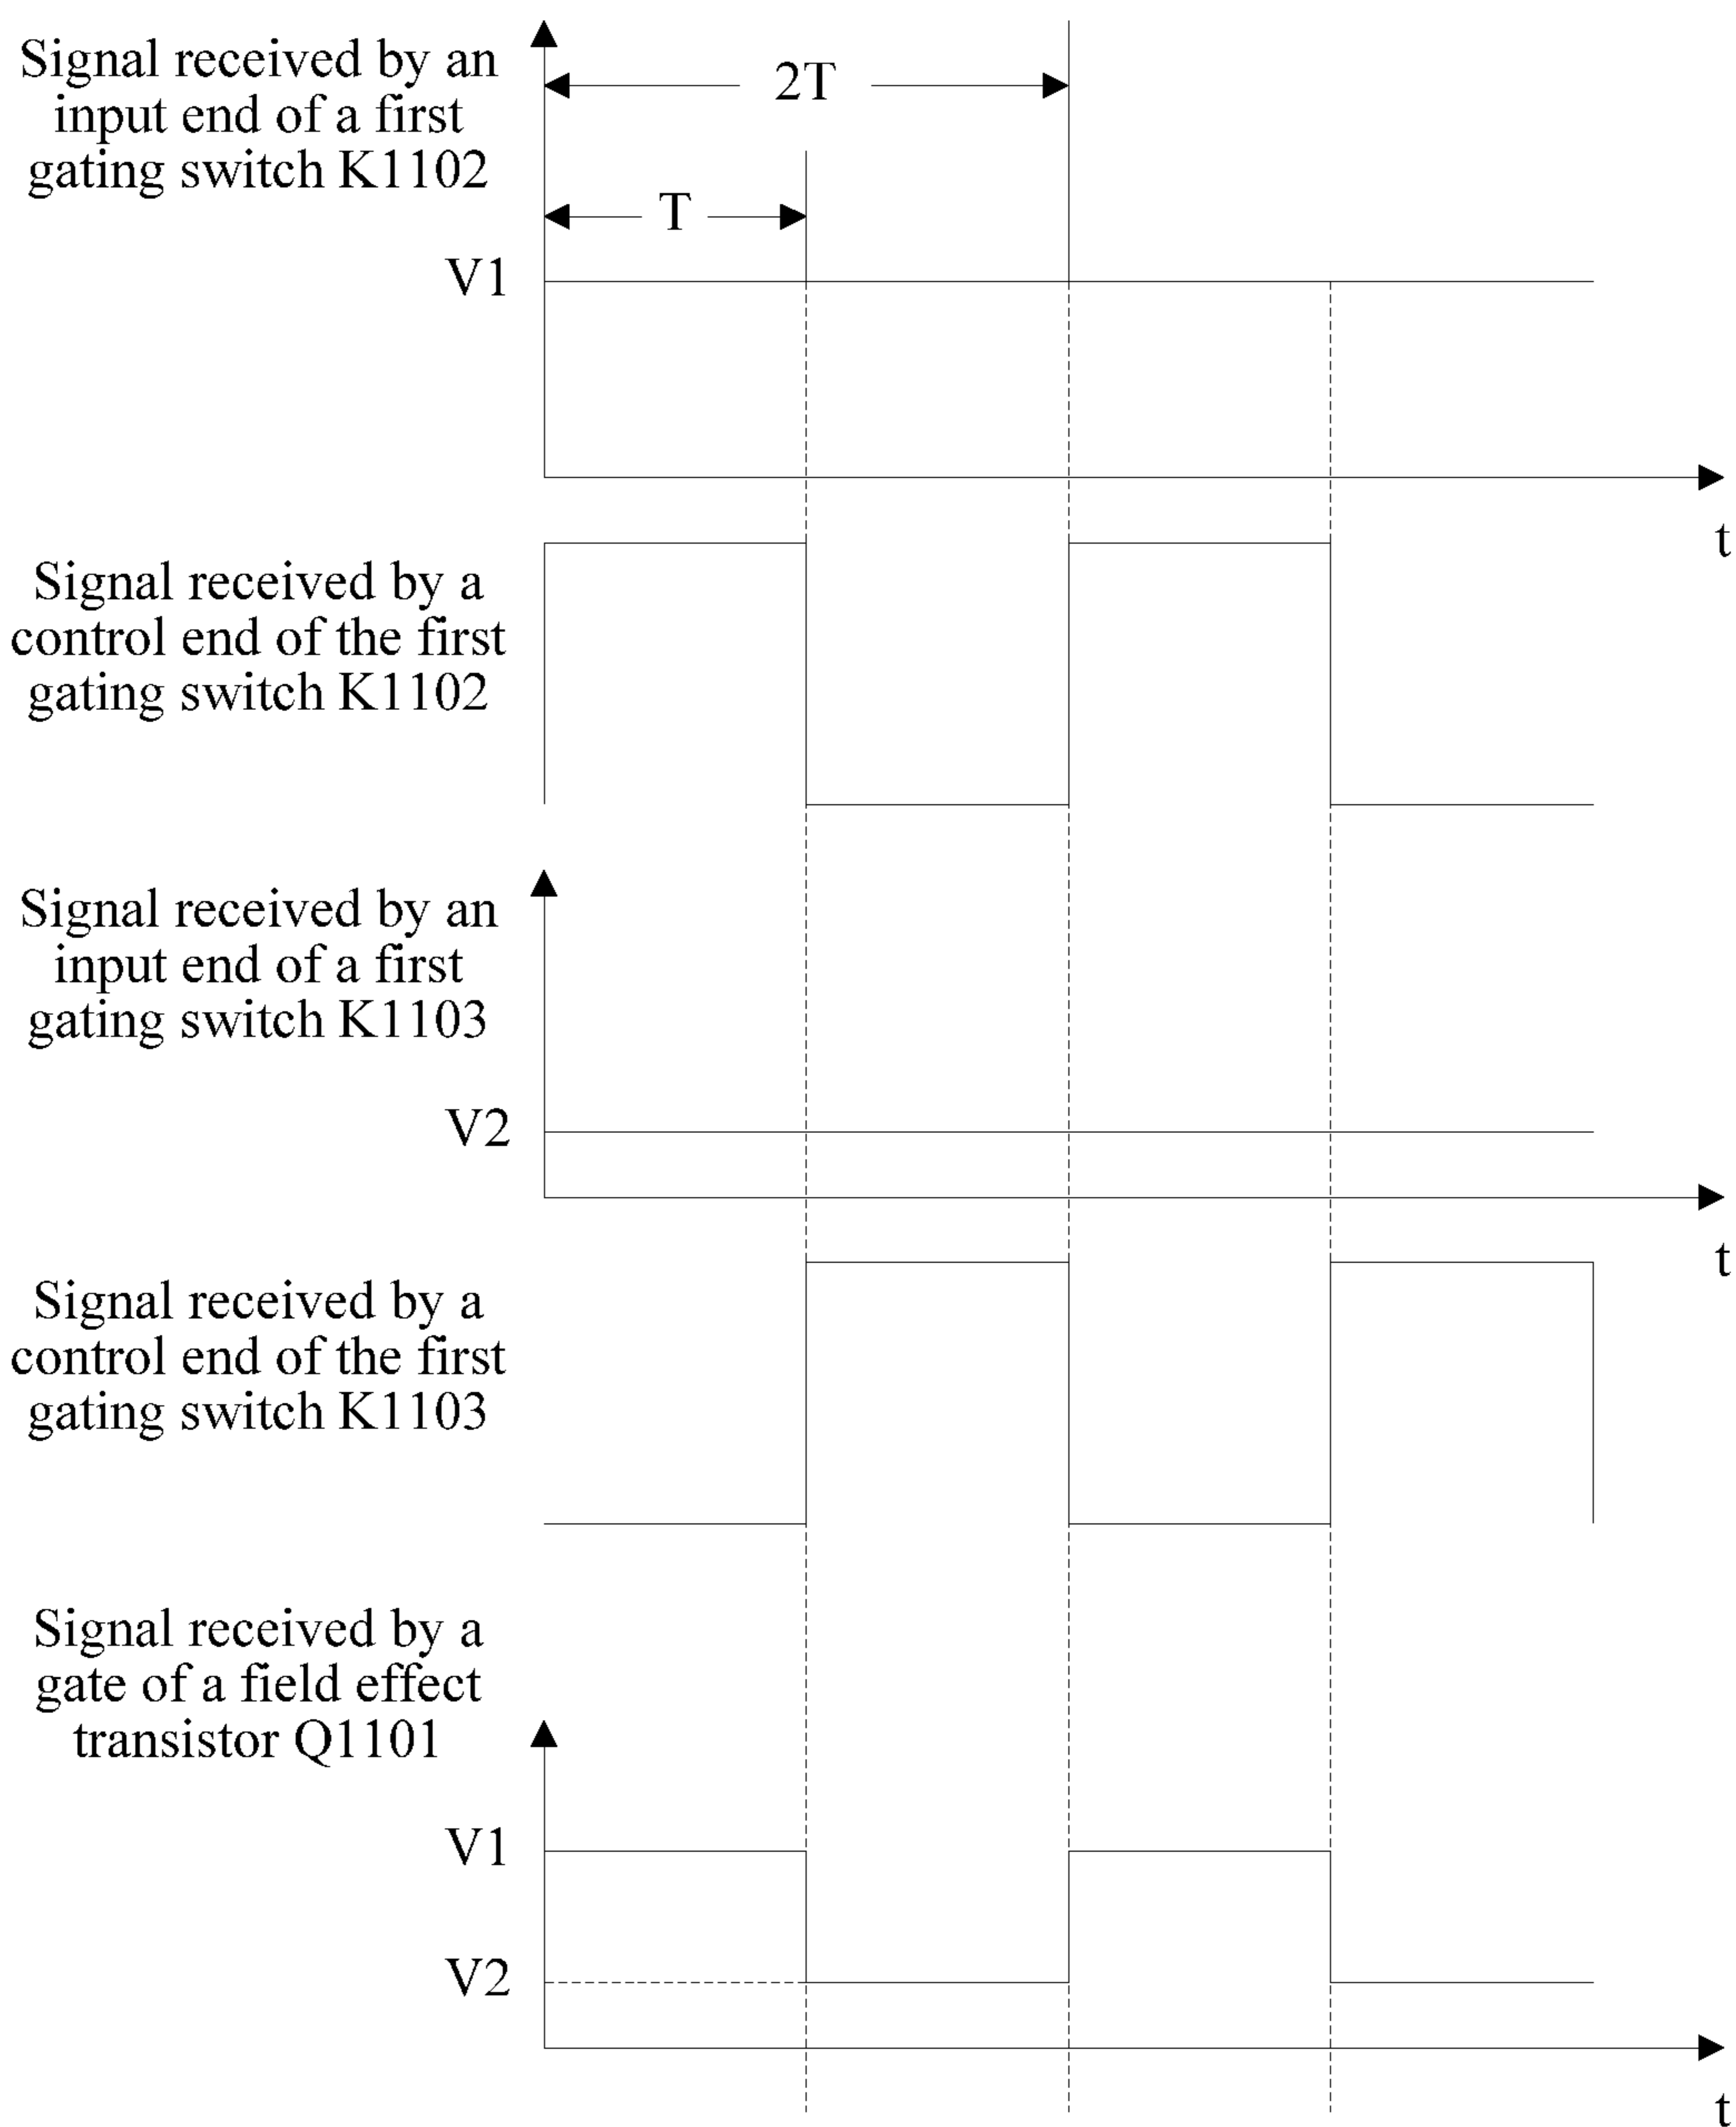 Signal received by an
input end of a first
gating switch K1102
2T
T
V1
t
Signal received by a
control end of the first
gating switch K1102
Signal received by an
input end of a first
gating switch K1103
V2
t
Signal received by a
control end of the first
gating switch K1103
Signal received by a
gate of a field effect
transistor Q1101
V1
V2
t